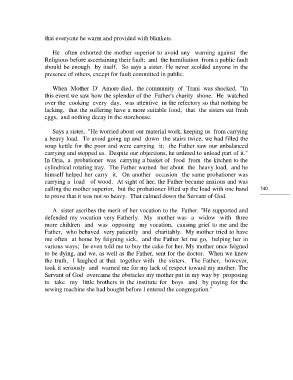 that everyone be warm and provided with blankets.
He often exhorted the mother superior to avoid any warning against the
Religious before ascertaining their fault; and the humiliation from a public fault
should be enough by itself. So says a sister. He never scolded anyone in the
presence of others, except for fault committed in public.
When Mother D' Amore died, the community of Trani was shocked. "In
this event we saw how the splendor of the Father's charity shone. He watched
over the cooking every day, was attentive in the refectory so that nothing be
lacking, that the suffering have a more suitable food, that the sisters eat fresh
eggs, and nothing decay in the storehouse.
Says a sister, "He worried about our material work, keeping us from carrying
a heavy load. To avoid going up and down the stairs twice, we had filled the
soup kettle for the poor and were carrying it; the Father saw our unbalanced
carrying and stopped us. Despite our objections, he ordered to unload part of it."
In Oria, a probationer was carrying a basket of food from the kitchen to the
cylindrical rotating tray. The Father warned her about the heavy load, and he
himself helped her carry it. On another occasion the same probationer was
carrying a load of wood. At sight of her, the Father became anxious and was
calling the mother superior, but the probationer lifted up the load with one hand
to prove that it was not so heavy. That calmed down the Servant of God.
540
A sister ascribes the merit of her vocation to the Father. "He supported and
defended my vocation very Fatherly. My mother was a widow with three
more children and was opposing my vocation, causing grief to me and the
Father, who behaved very patiently and charitably. My mother tried to have
me often at home by feigning sick, and the Father let me go, helping her in
various ways; he even told me to buy the cake for her. My mother once feigned
to be dying, and we, as well as the Father, sent for the doctor. When we knew
the truth, I laughed at that together with the sisters. The Father, however,
took it seriously and warned me for my lack of respect toward my mother. The
Servant of God overcame the obstacles my mother put in my way by proposing
to take my little brothers in the institute for boys and by paying for the
sewing machine she had bought before I entered the congregation."